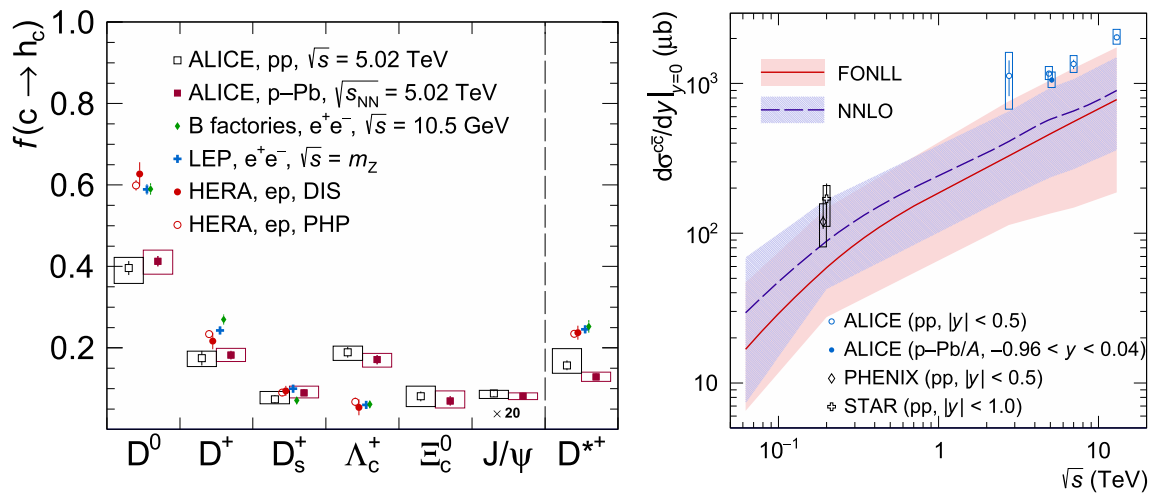 f(c → h_c)
1.0
0.8
0.6
0.4
0.2
ALICE, pp, √s = 5.02 TeV
ALICE, p–Pb, √s_NN = 5.02 TeV
B factories, e⁺e⁻, √s = 10.5 GeV
LEP, e⁺e⁻, √s = m_Z
HERA, ep, DIS
HERA, ep, PHP
× 20
D⁰ D⁺ D_s⁺ Λ_c⁺ Ξ_c⁰ J/ψ D*⁺
dσ^cc̄/dy|_y=0 (μb)
10³
10²
10
FONLL
NNLO
ALICE (pp, |y| < 0.5)
ALICE (p–Pb/A, –0.96 < y < 0.04)
PHENIX (pp, |y| < 0.5)
STAR (pp, |y| < 1.0)
10⁻¹ 1 10
√s (TeV)